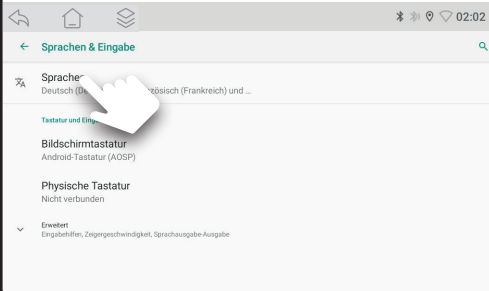 02:02
Sprachen & Eingabe
Sprachen
Deutsch (De zösisch (Frankreich) und ...
Tastatur und Eing
Bildschirmtastatur
Android-Tastatur (AOSP)
Physische Tastatur
Nicht verbunden
Erweitert
Eingabehilfen, Zeigergeschwindigkeit, Sprachausgabe-Ausgabe